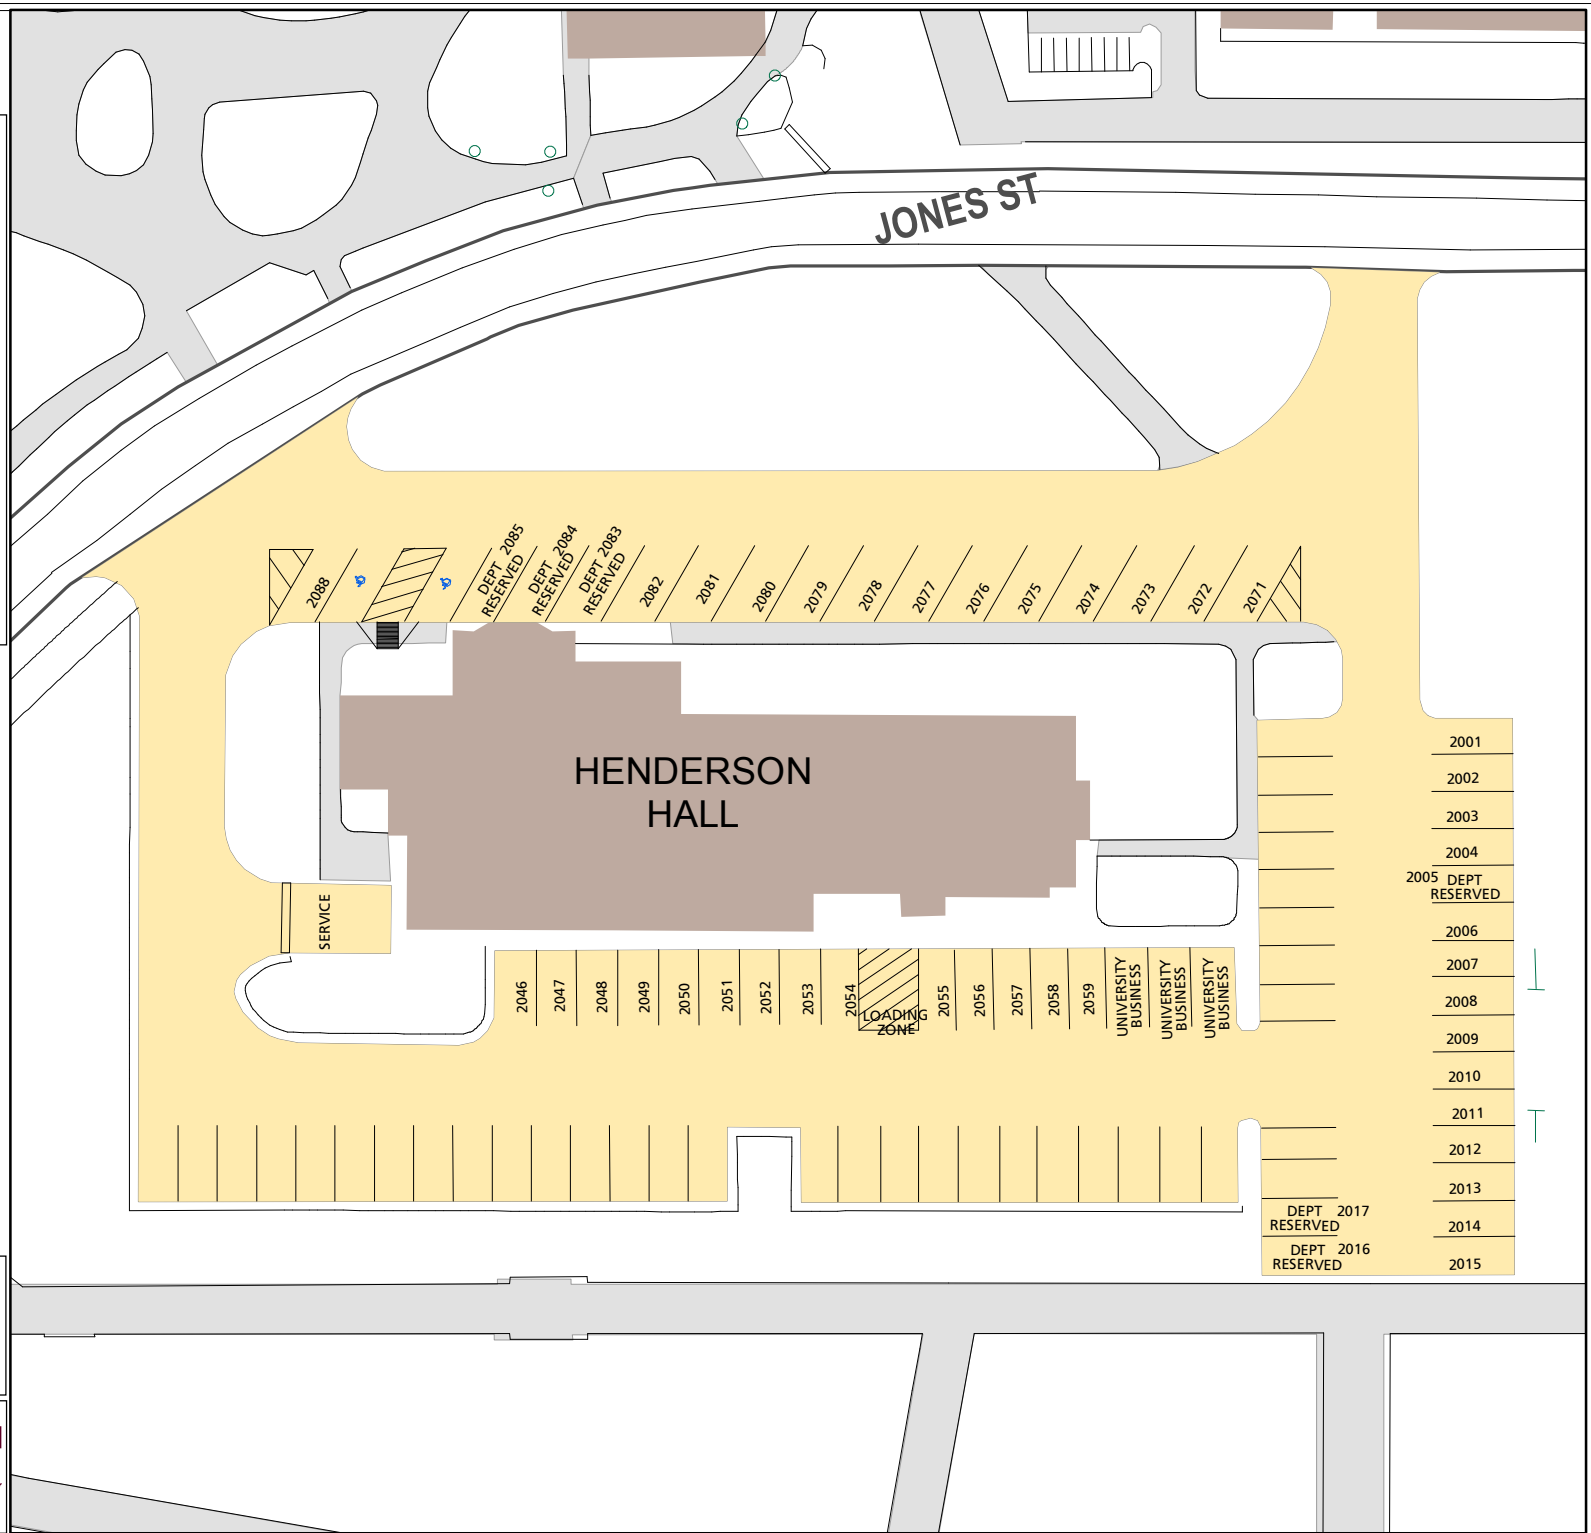 JONES ST
2088
DEPT 2085
RESERVED
DEPT 2084
RESERVED
DEPT 2083
RESERVED
2082
2081
2080
2079
2078
2077
2076
2075
2074
2073
2072
2071
HENDERSON
HALL
2001
2002
2003
2004
2005 DEPT
RESERVED
2006
2007
2008
2009
2010
2011
2012
2013
2014
2015
SERVICE
2046
2047
2048
2049
2050
2051
2052
2053
2054
LOADING
ZONE
2055
2056
2057
2058
2059
UNIVERSITY
BUSINESS
UNIVERSITY
BUSINESS
UNIVERSITY
BUSINESS
DEPT 2017
RESERVED
DEPT 2016
RESERVED